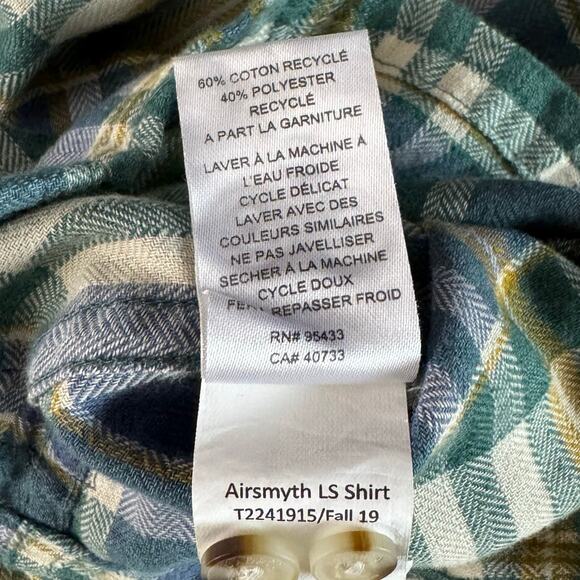 60% COTON RECYCLÉ
40% POLYESTER
RECYCLÉ
A PART LA GARNITURE
LAVER À LA MACHINE À
L'EAU FROIDE
CYCLE DÉLICAT
LAVER AVEC DES
COULEURS SIMILAIRES
NE PAS JAVELLISER
SECHER À LA MACHINE
CYCLE DOUX
REPASSER FROID
RN# 95433
CA# 40733
Airsmyth LS Shirt
T2241915/Fall 19